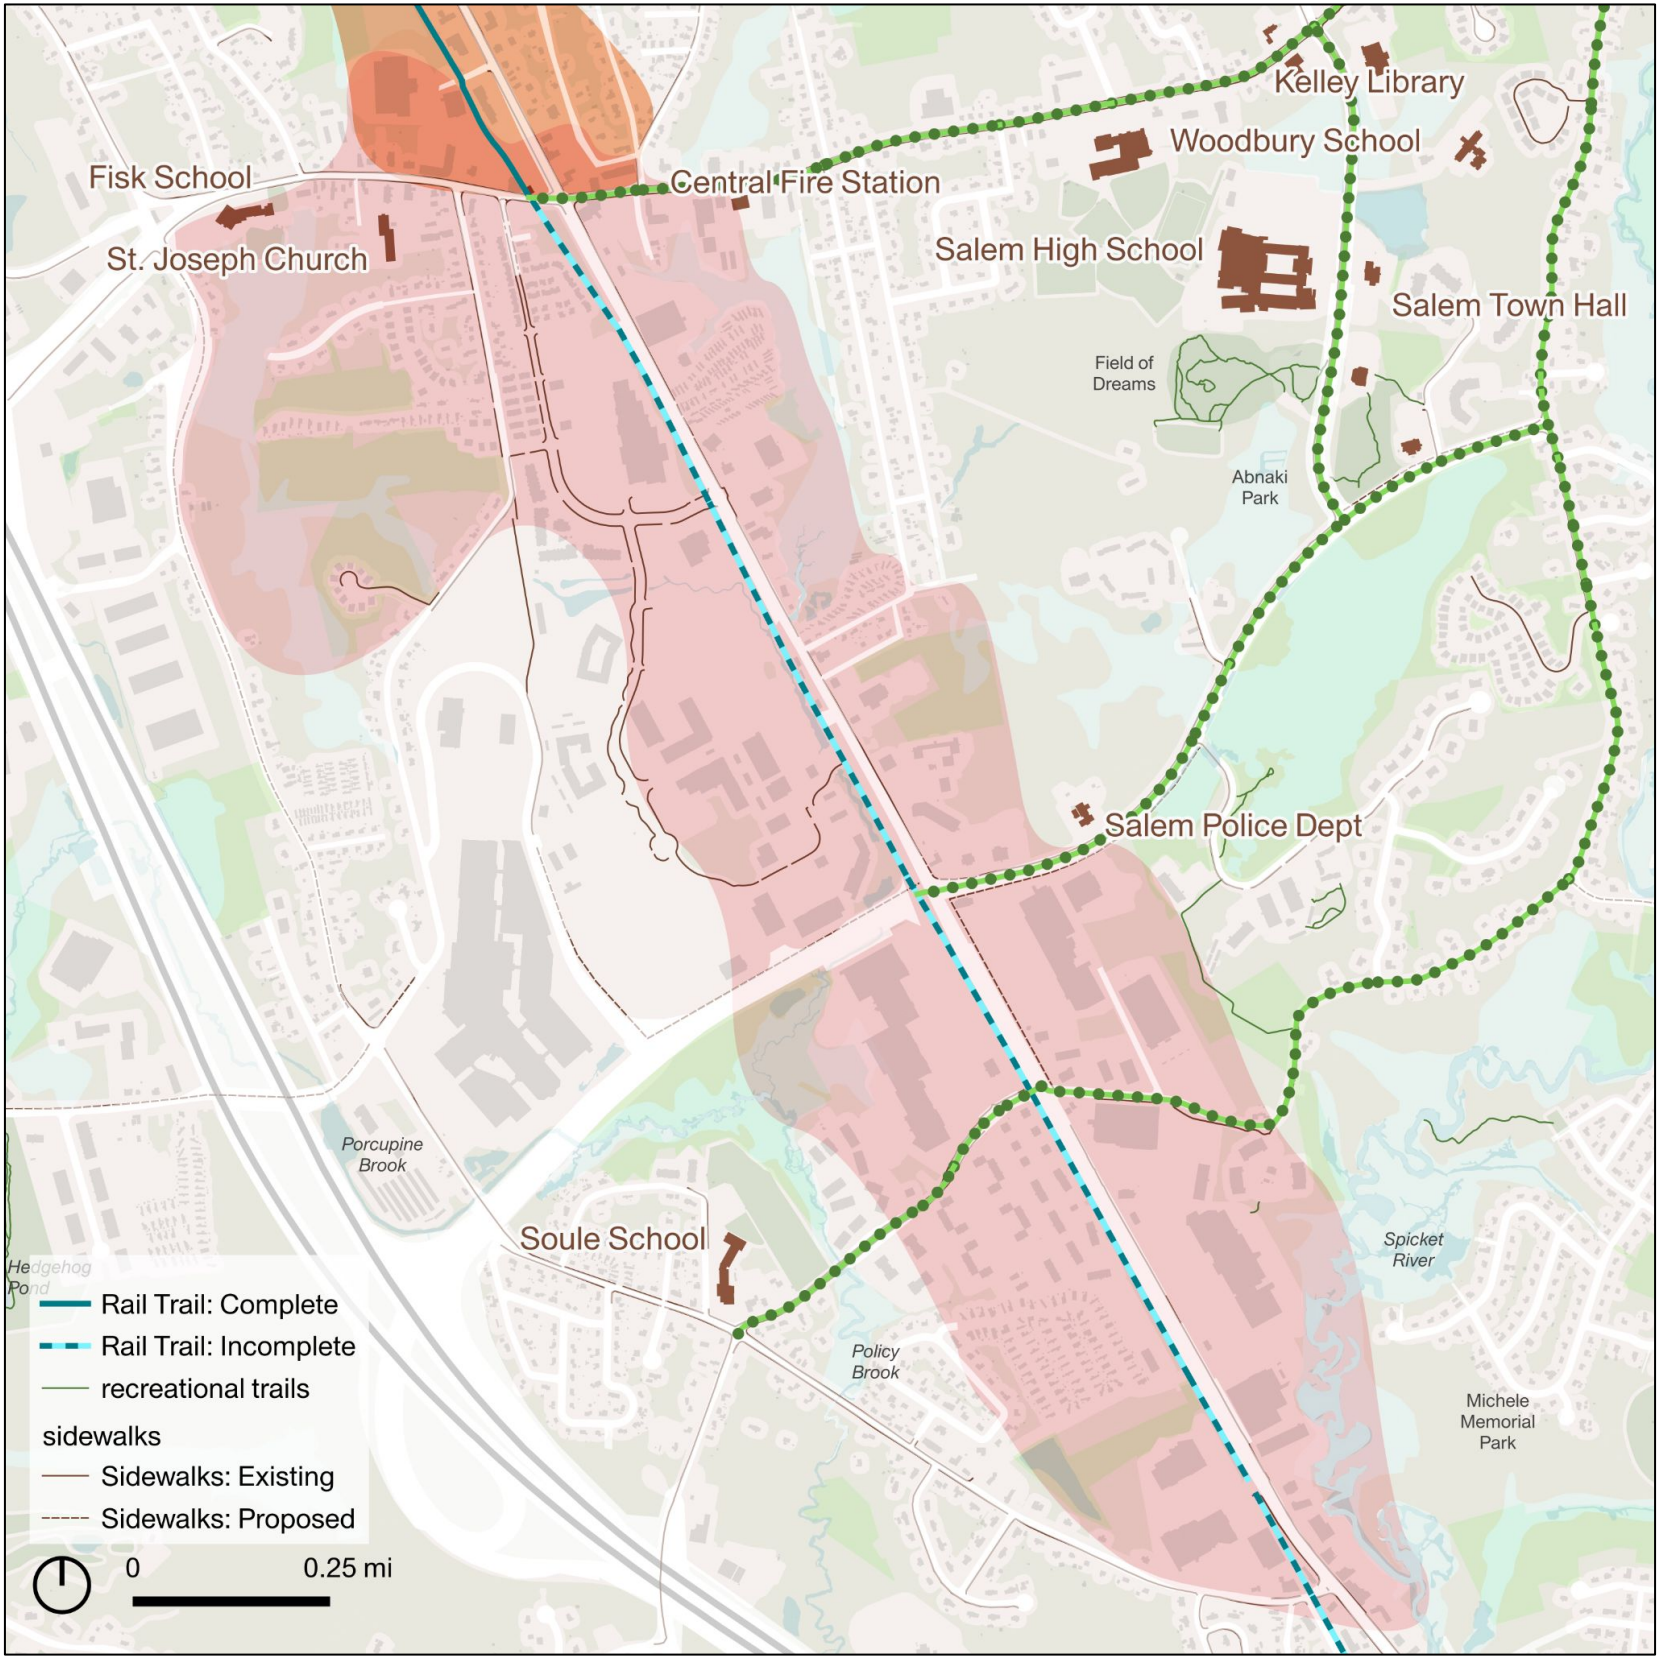 Kelley Library
Woodbury School
Fisk School
Central Fire Station
St. Joseph Church
Salem High School
Salem Town Hall
Field of
Dreams
Abnaki
Park
Salem Police Dept
Porcupine
Brook
Soule School
Spicket
River
Hedgehog
Pond
Policy
Brook
Michele
Memorial
Park
Rail Trail: Complete
Rail Trail: Incomplete
recreational trails
sidewalks
Sidewalks: Existing
Sidewalks: Proposed
0 0.25 mi